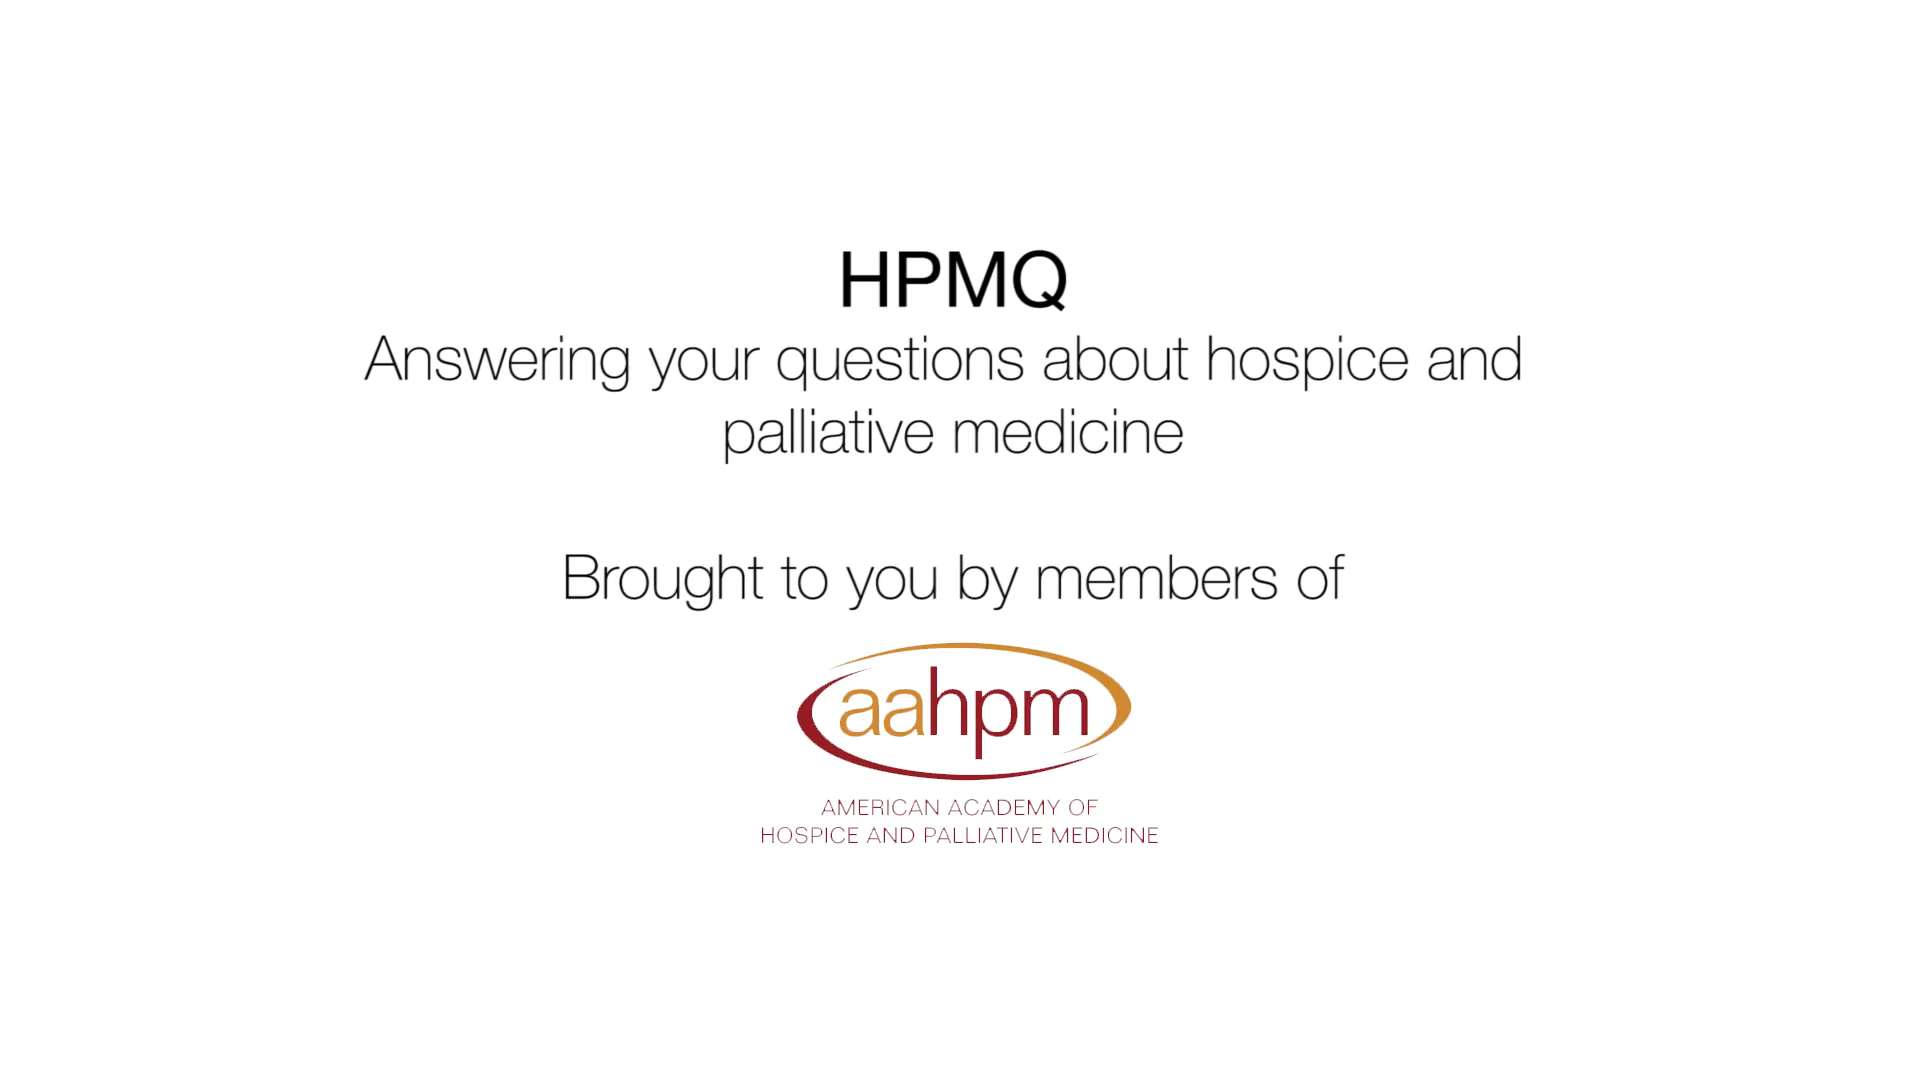 HPMQ
Answering your questions about hospice and
palliative medicine
Brought to you by members of
aahpm
AMERICAN ACADEMY OF
HOSPICE AND PALLIATIVE MEDICINE